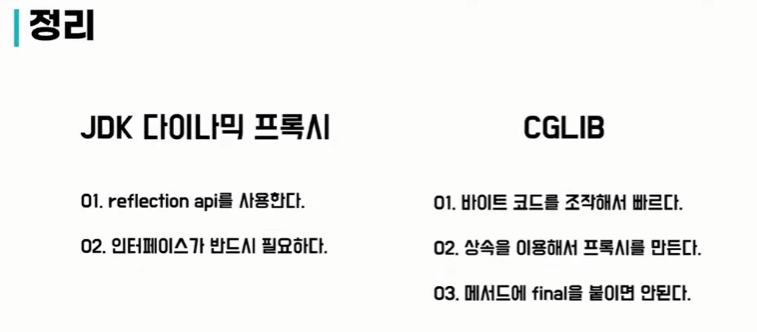 정리
JDK 다이나믹 프록시
01. reflection api를 사용한다.
02. 인터페이스가 반드시 필요하다.
CGLIB
01. 바이트 코드를 조작해서 빠르다.
02. 상속을 이용해서 프록시를 만든다.
03. 메서드에 final을 붙이면 안된다.